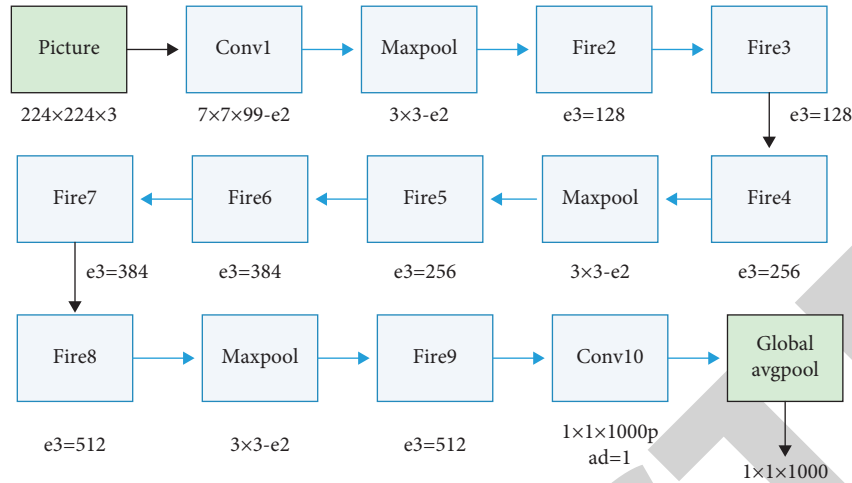 Picture
Conv1
Maxpool
Fire2
Fire3
224×224×3
7×7×99-e2
3×3-e2
e3=128
e3=128
Fire7
Fire6
Fire5
Maxpool
Fire4
e3=384
e3=384
e3=256
3×3-e2
e3=256
Fire8
Maxpool
Fire9
Conv10
Global
avgpool
e3=512
3×3-e2
e3=512
1×1×1000p
ad=1
1×1×1000